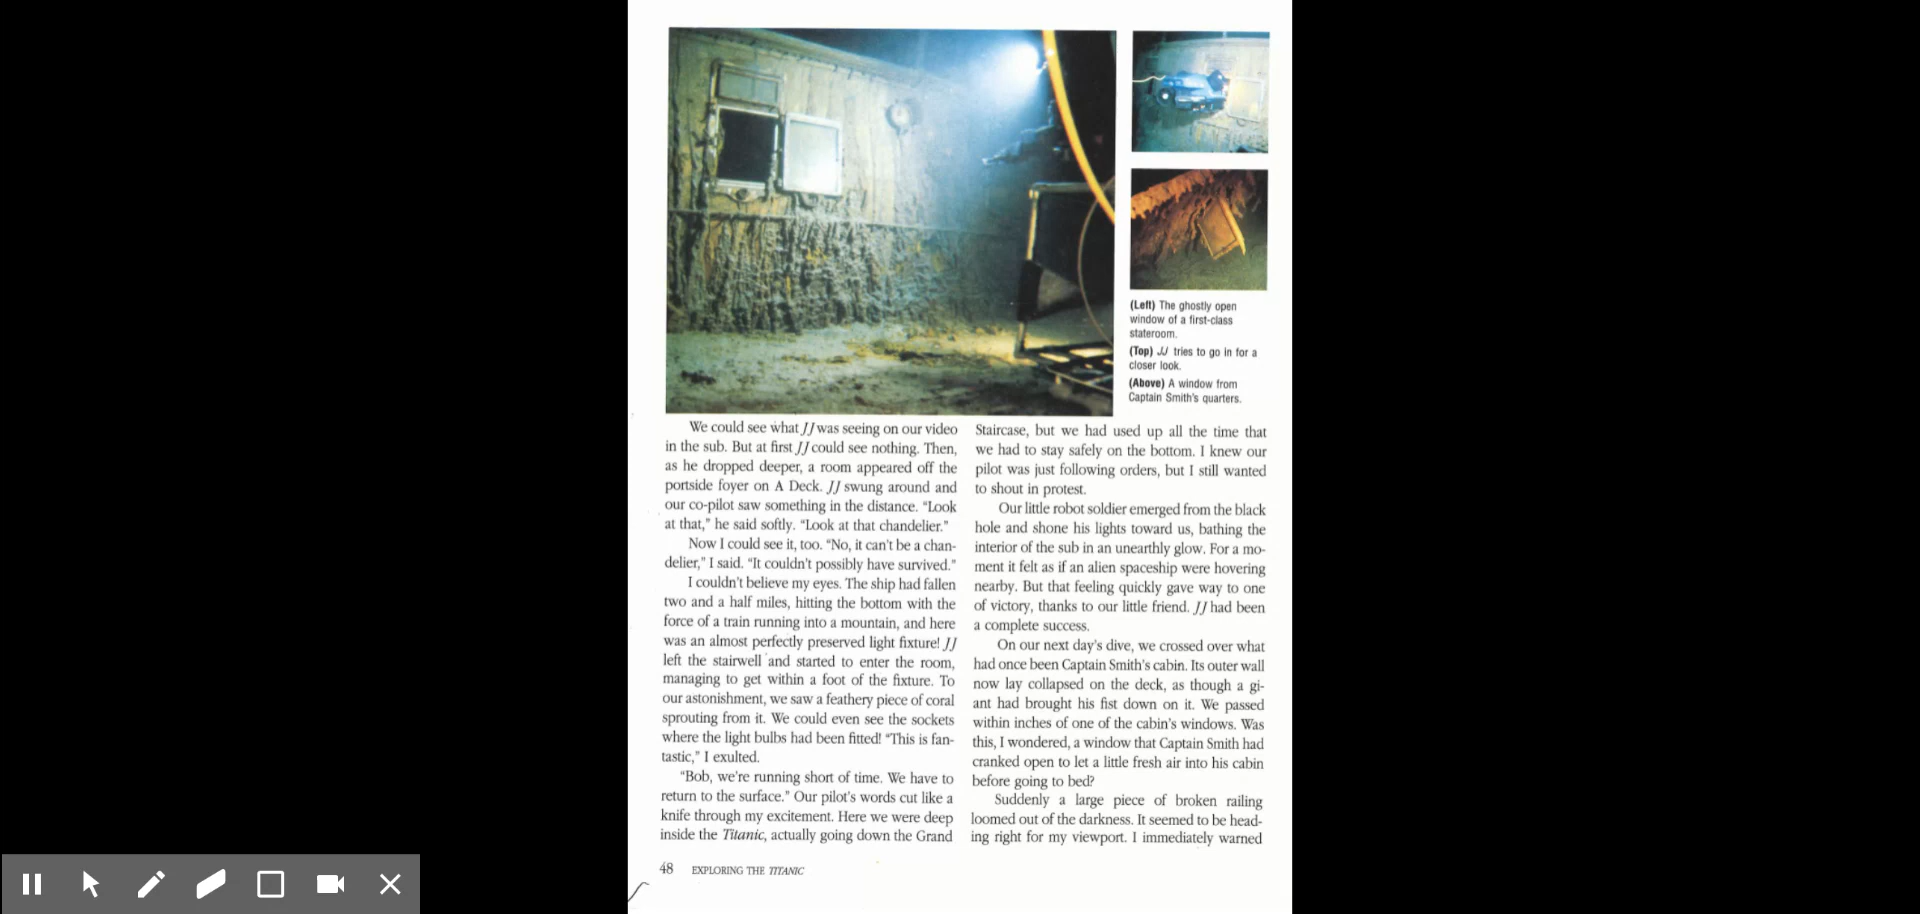 (Left) The ghostly open
window of a first-class
stateroom.
(Top) JJ tries to go in for a
closer look.
(Above) A window from
Captain Smith's quarters.
We could see what JJ was seeing on our video
in the sub. But at first JJ could see nothing. Then,
as he dropped deeper, a room appeared off the
portside foyer on A Deck. JJ swung around and
our co-pilot saw something in the distance. “Look
at that,” he said softly. “Look at that chandelier.”
Now I could see it, too. “No, it can't be a chan-
delier,” I said. “It couldn't possibly have survived.”
I couldn't believe my eyes. The ship had fallen
two and a half miles, hitting the bottom with the
force of a train running into a mountain, and here
was an almost perfectly preserved light fixture! JJ
left the stairwell and started to enter the room,
managing to get within a foot of the fixture. To
our astonishment, we saw a feathery piece of coral
sprouting from it. We could even see the sockets
where the light bulbs had been fitted! “This is fan-
tastic,” I exulted.
“Bob, we're running short of time. We have to
return to the surface.” Our pilot's words cut like a
knife through my excitement. Here we were deep
inside the Titanic, actually going down the Grand
Staircase, but we had used up all the time that
we had to stay safely on the bottom. I knew our
pilot was just following orders, but I still wanted
to shout in protest.
Our little robot soldier emerged from the black
hole and shone his lights toward us, bathing the
interior of the sub in an unearthly glow. For a mo-
ment it felt as if an alien spaceship were hovering
nearby. But that feeling quickly gave way to one
of victory, thanks to our little friend. JJ had been
a complete success.
On our next day's dive, we crossed over what
had once been Captain Smith's cabin. Its outer wall
now lay collapsed on the deck, as though a gi-
ant had brought his fist down on it. We passed
within inches of one of the cabin's windows. Was
this, I wondered, a window that Captain Smith had
cranked open to let a little fresh air into his cabin
before going to bed?
Suddenly a large piece of broken railing
loomed out of the darkness. It seemed to be head-
ing right for my viewport. I immediately warned
48 EXPLORING THE TITANIC